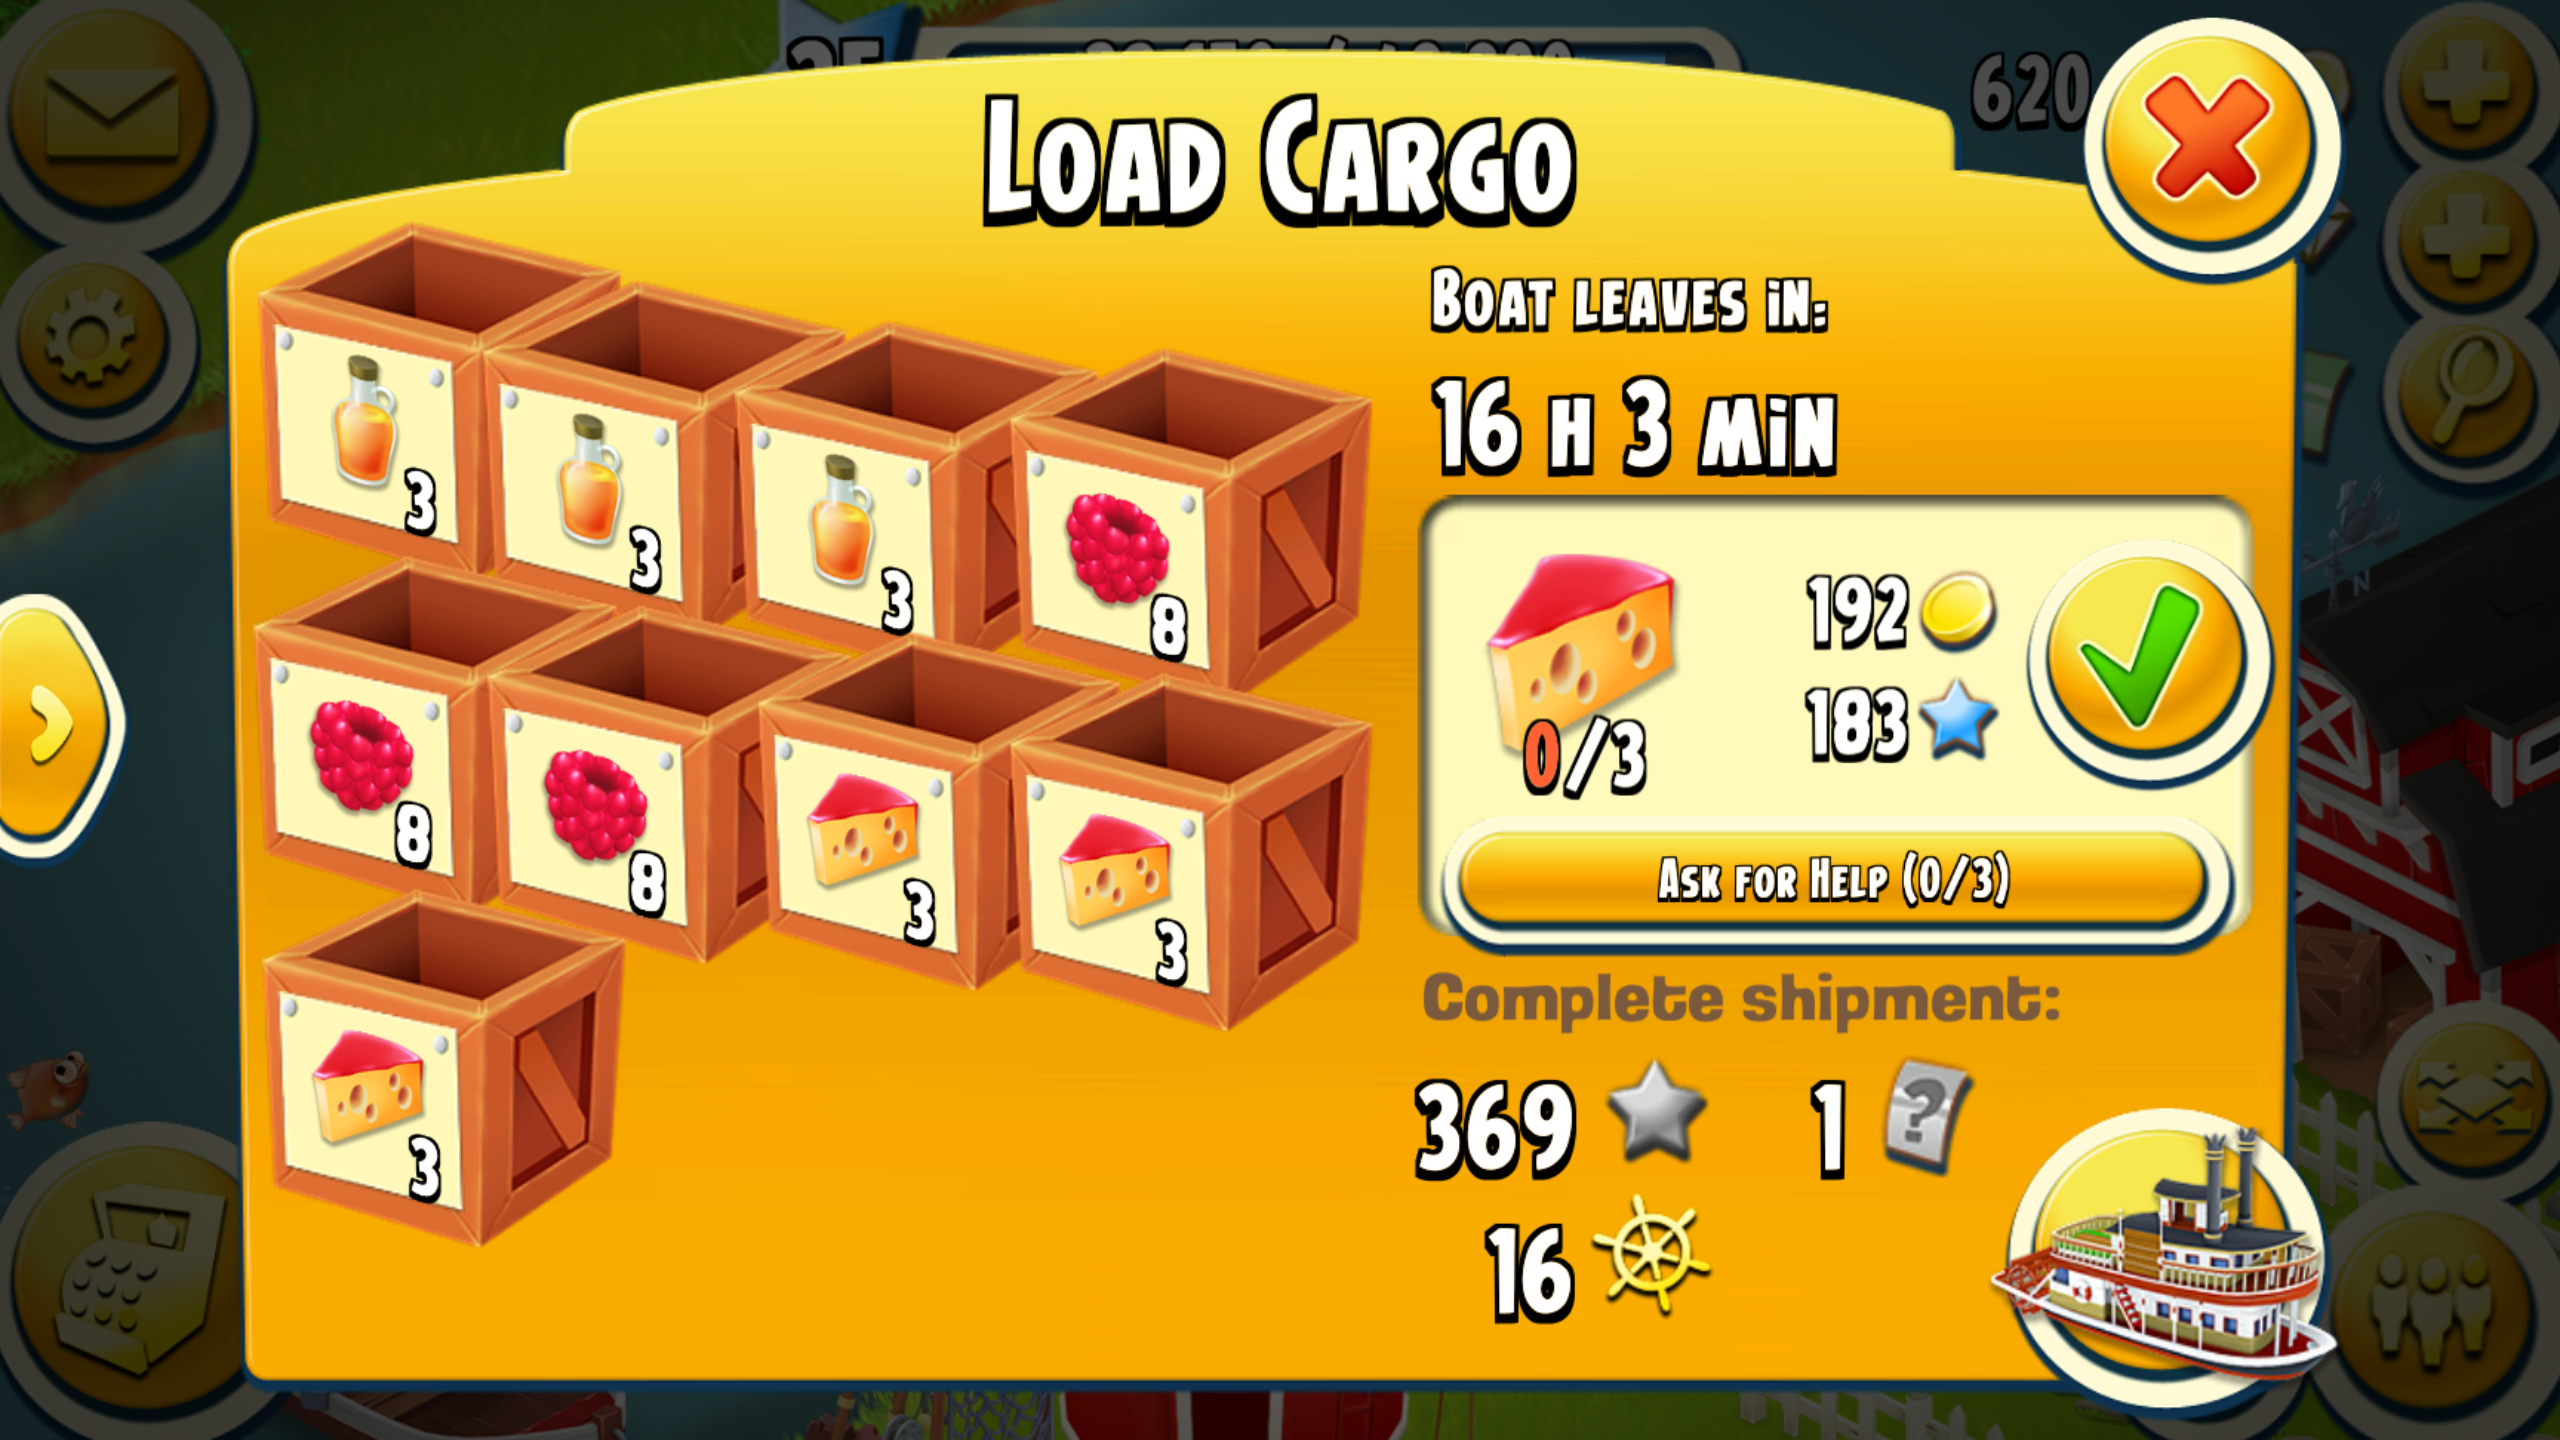 620
LOAD CARGO
BOAT LEAVES IN:
16 H 3 MIN
3
3
3
8
8
8
3
3
3
192
183
0/3
ASK FOR HELP (0/3)
Complete shipment:
369
1 ?
16
N